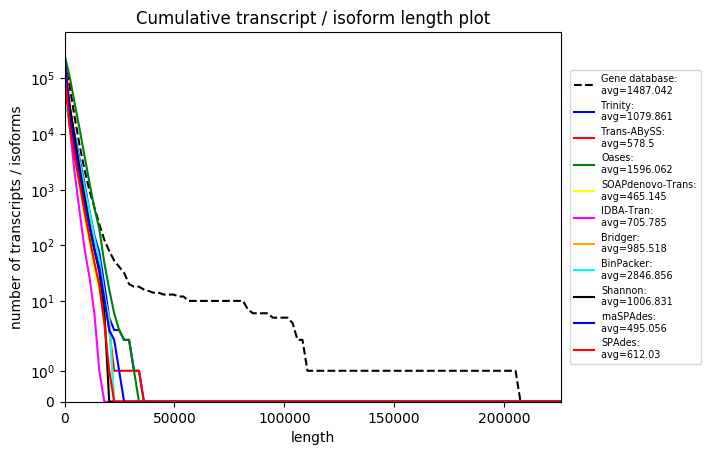 Cumulative transcript / isoform length plot
number of transcripts / isoforms
10^5
10^4
10^3
10^2
10^1
10^0
0
0
50000
100000
150000
200000
length
Gene database:
avg=1487.042
Trinity:
avg=1079.861
Trans-ABySS:
avg=578.5
Oases:
avg=1596.062
SOAPdenovo-Trans:
avg=465.145
IDBA-Tran:
avg=705.785
Bridger:
avg=985.518
BinPacker:
avg=2846.856
Shannon:
avg=1006.831
rnaSPAdes:
avg=495.056
SPAdes:
avg=612.03